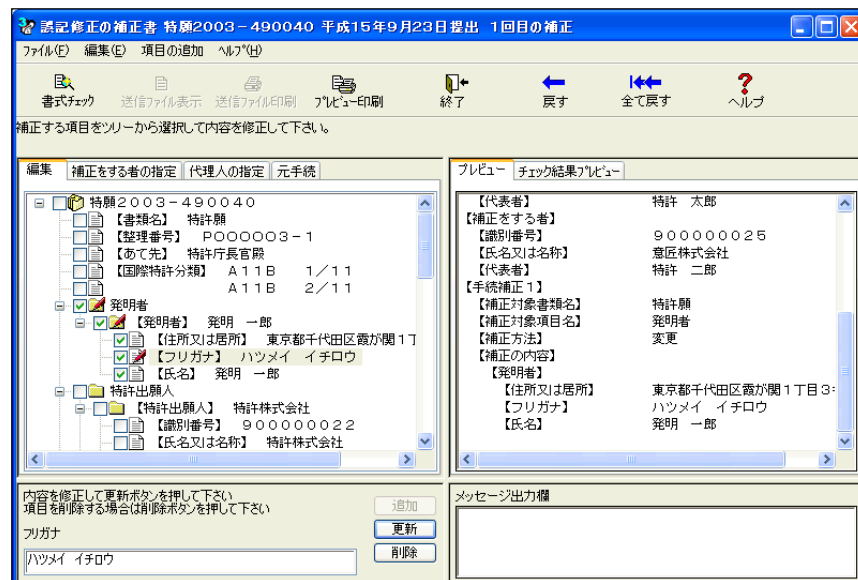 誤記修正の補正書 特願2003-490040 平成15年9月23日提出 1回目の補正
ファイル(F) 編集(E) 項目の追加 ヘルプ(H)
書式チェック 送信ファイル表示 送信ファイル印刷 プレビュー印刷 終了 戻す 全て戻す ヘルプ
補正する項目をツリーから選択して内容を修正して下さい。
編集 補正をする者の指定 代理人の指定 元手続
特願2003-490040
【書類名】 特許願
【整理番号】 P000003-1
【あて先】 特許庁長官殿
【国際特許分類】 A11B 1/11
A11B 2/11
発明者
【発明者】 発明 一郎
【住所又は居所】 東京都千代田区霞が関1丁
【フリガナ】 ハツメイ イチロウ
【氏名】 発明 一郎
特許出願人
【特許出願人】 特許株式会社
【識別番号】 900000022
【氏名又は名称】 特許株式会社
プレビュー チェック結果プレビュー
【代表者】 特許 太郎
【補正をする者】
【識別番号】 900000025
【氏名又は名称】 意匠株式会社
【代表者】 特許 二郎
【手続補正1】
【補正対象書類名】 特許願
【補正対象項目名】 発明者
【補正方法】 変更
【補正の内容】
【発明者】
【住所又は居所】 東京都千代田区霞が関1丁目3
【フリガナ】 ハツメイ イチロウ
【氏名】 発明 一郎
内容を修正して更新ボタンを押して下さい
項目を削除する場合は削除ボタンを押して下さい
追加
フリガナ
更新
ハツメイ イチロウ
削除
メッセージ出力欄